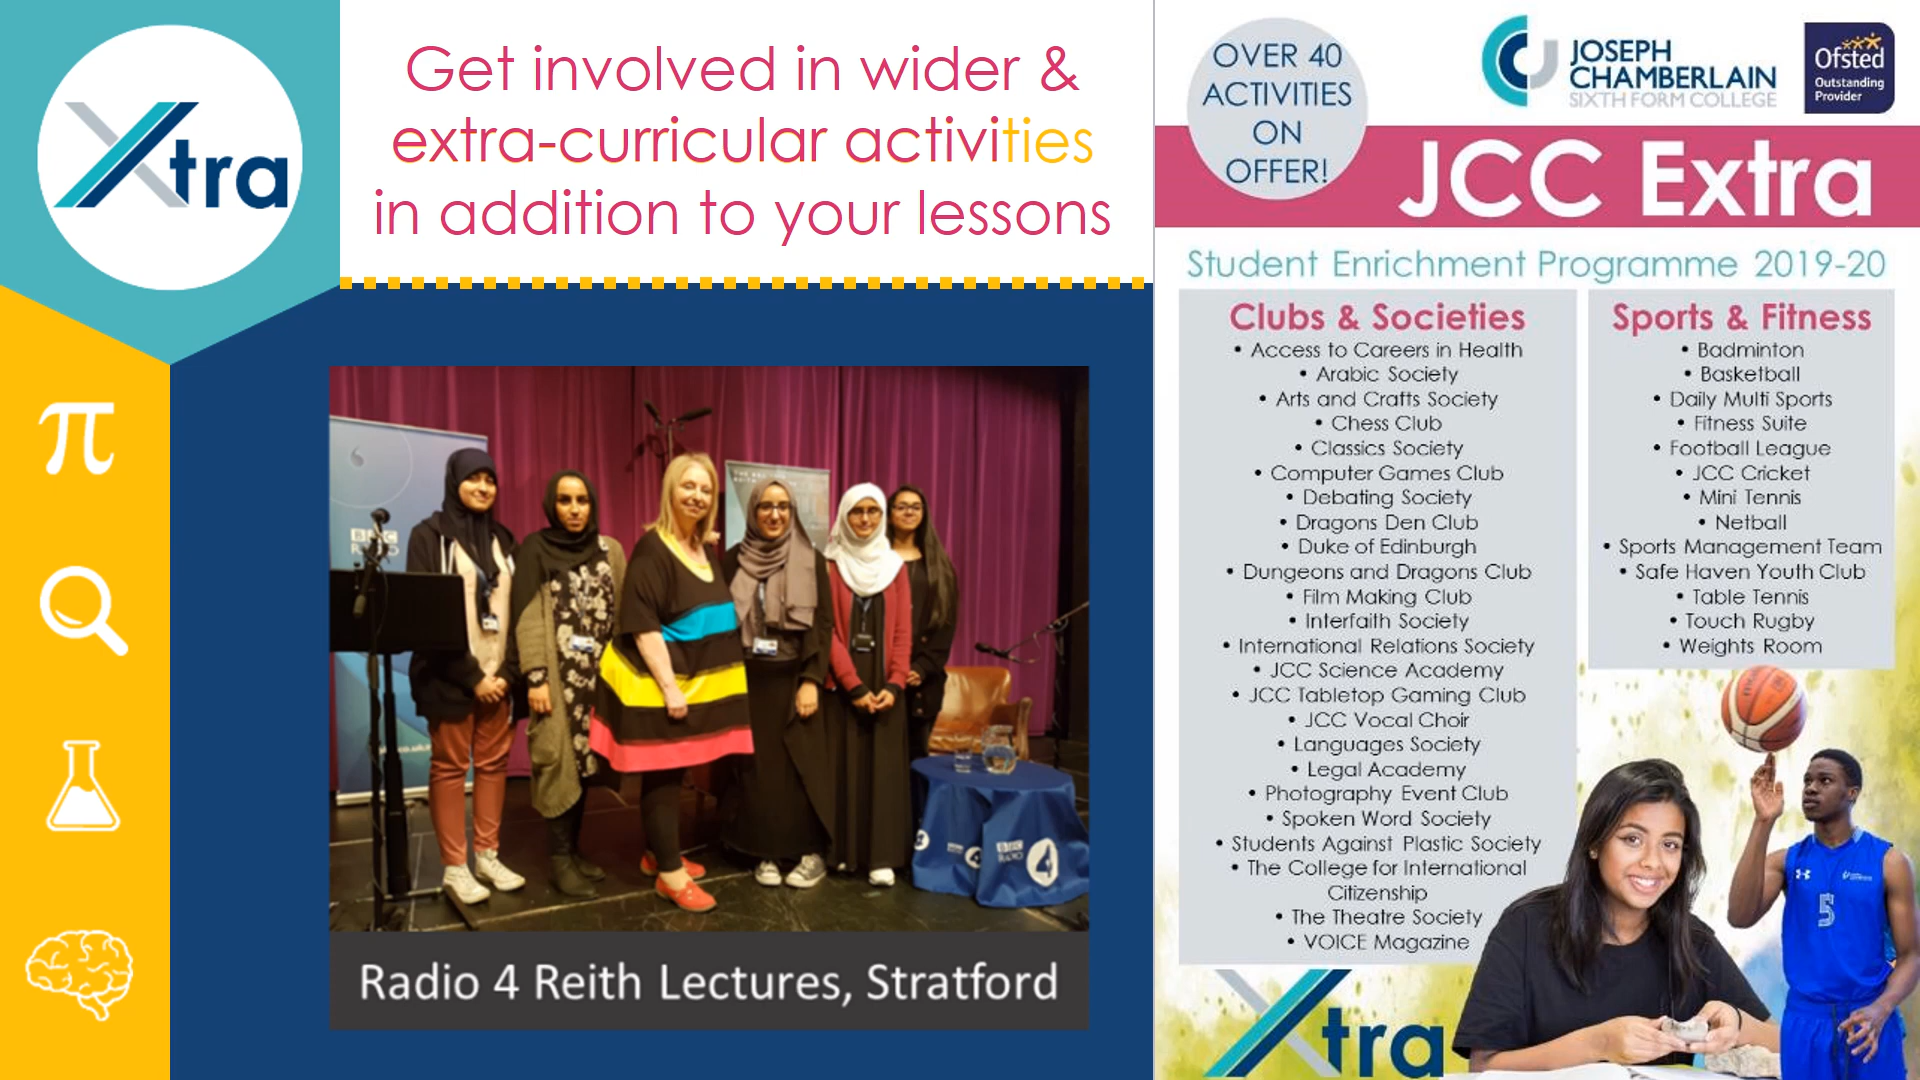 Xtra
Get involved in wider &
extra-curricular activities
in addition to your lessons
π
BBC
RADIO
BBC
RADIO
4
Radio 4 Reith Lectures, Stratford
OVER 40
ACTIVITIES
ON
OFFER!
JOSEPH
CHAMBERLAIN
SIXTH FORM COLLEGE
Ofsted
Outstanding
Provider
JCC Extra
Student Enrichment Programme 2019-20
Clubs & Societies
• Access to Careers in Health
• Arabic Society
• Arts and Crafts Society
• Chess Club
• Classics Society
• Computer Games Club
• Debating Society
• Dragons Den Club
• Duke of Edinburgh
• Dungeons and Dragons Club
• Film Making Club
• Interfaith Society
• International Relations Society
• JCC Science Academy
• JCC Tabletop Gaming Club
• JCC Vocal Choir
• Languages Society
• Legal Academy
• Photography Event Club
• Spoken Word Society
• Students Against Plastic Society
• The College for International
Citizenship
• The Theatre Society
• VOICE Magazine
Sports & Fitness
• Badminton
• Basketball
• Daily Multi Sports
• Fitness Suite
• Football League
• JCC Cricket
• Mini Tennis
• Netball
• Sports Management Team
• Safe Haven Youth Club
• Table Tennis
• Touch Rugby
• Weights Room
5
Xtra